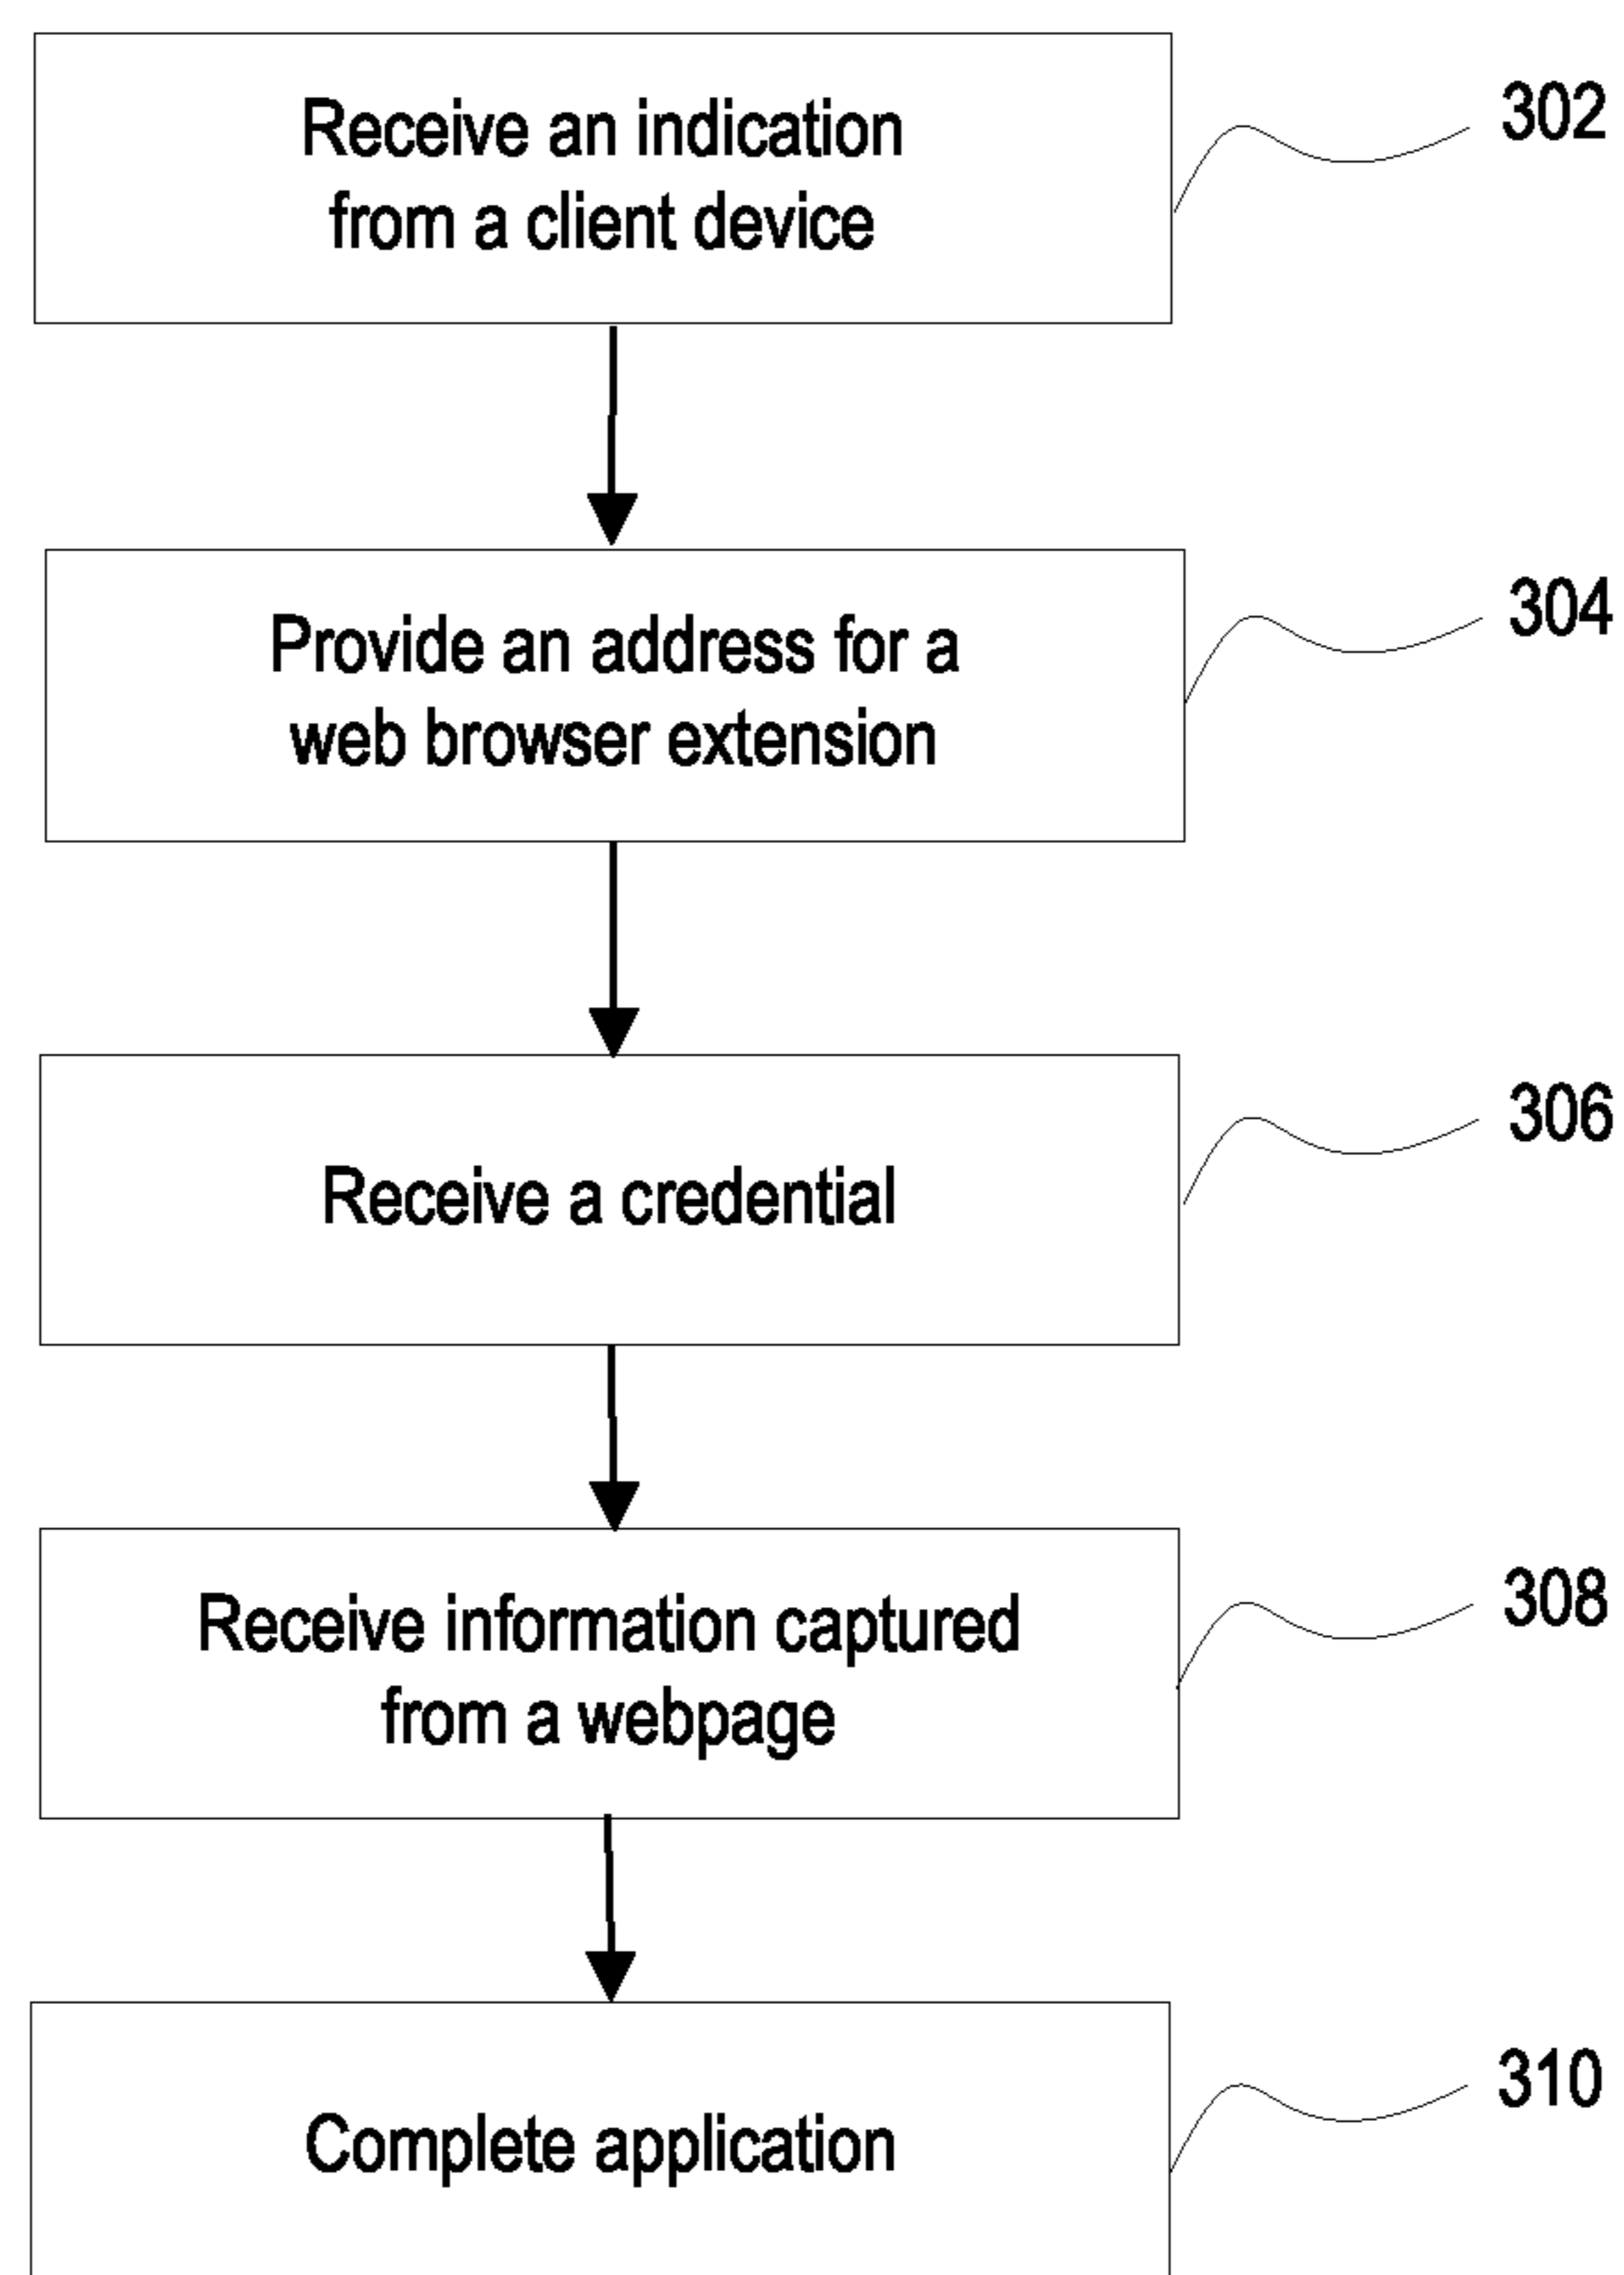 Receive an indication
from a client device
302
Provide an address for a
web browser extension
304
Receive a credential
306
Receive information captured
from a webpage
308
Complete application
310